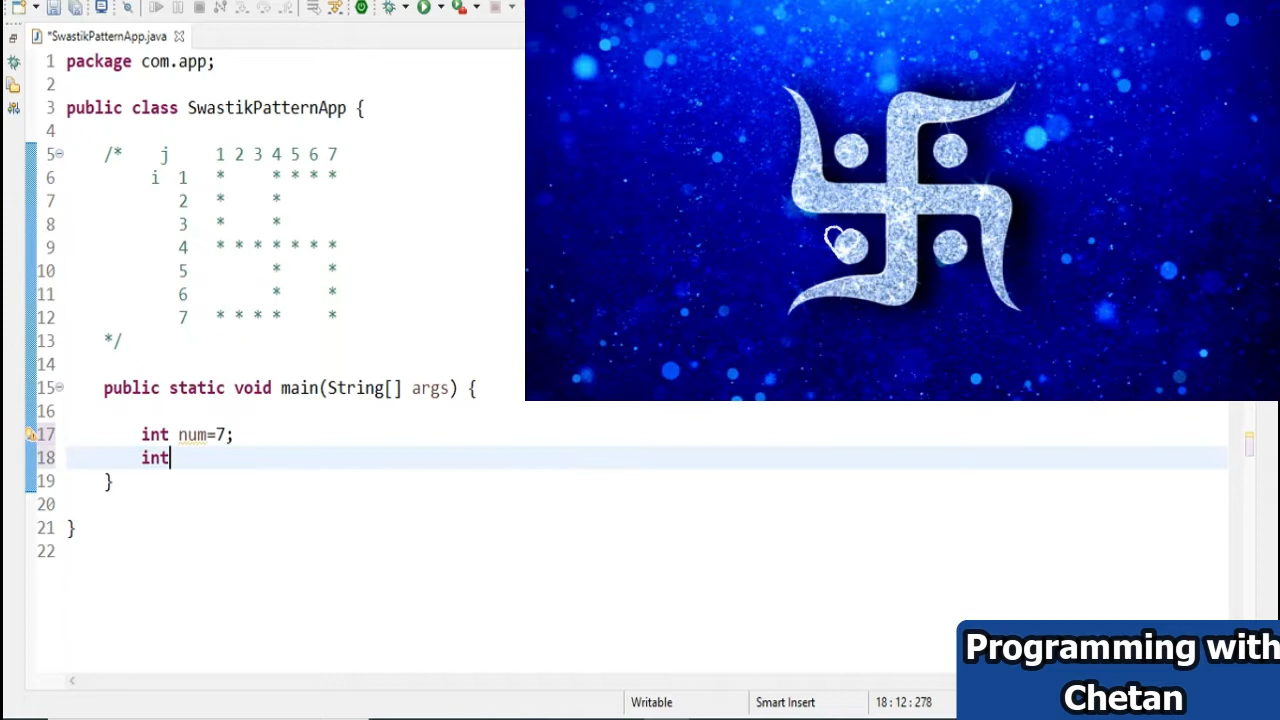 *SwastikPatternApp.java
1 package com.app;
2
3 public class SwastikPatternApp {
4
5 /* j 1 2 3 4 5 6 7
6 i 1 * * * * *
7 2 * *
8 3 * *
9 4 * * * * * * *
10 5 * *
11 6 * *
12 7 * * * * *
13 */
14
15 public static void main(String[] args) {
16
17 int num=7;
18 int
19 }
20
21 }
22
Writable Smart Insert 18 : 12 : 278
Programming with
Chetan